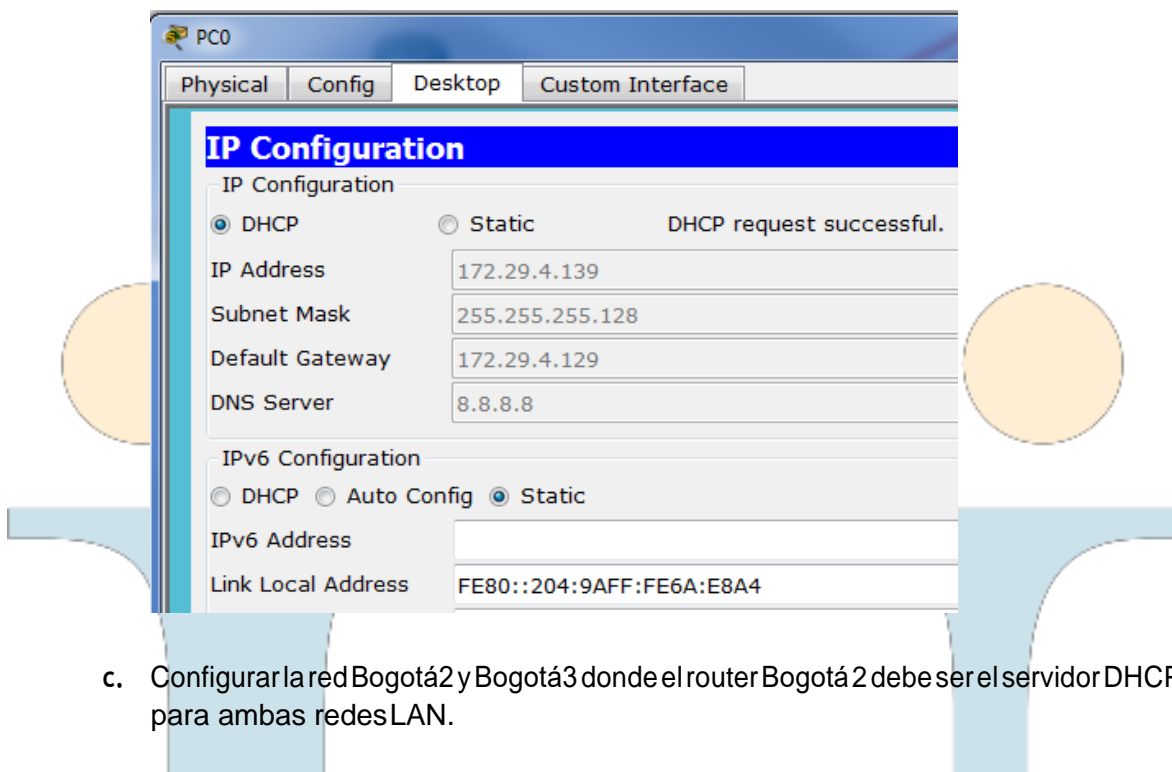 PC0
Physical Config Desktop Custom Interface
IP Configuration
IP Configuration
DHCP Static DHCP request successful.
IP Address 172.29.4.139
Subnet Mask 255.255.255.128
Default Gateway 172.29.4.129
DNS Server 8.8.8.8
IPv6 Configuration
DHCP Auto Config Static
IPv6 Address
Link Local Address FE80::204:9AFF:FE6A:E8A4
c. Configurar la red Bogotá2 y Bogotá3 donde el router Bogotá 2 debe ser el servidor DHCP
para ambas redes LAN.